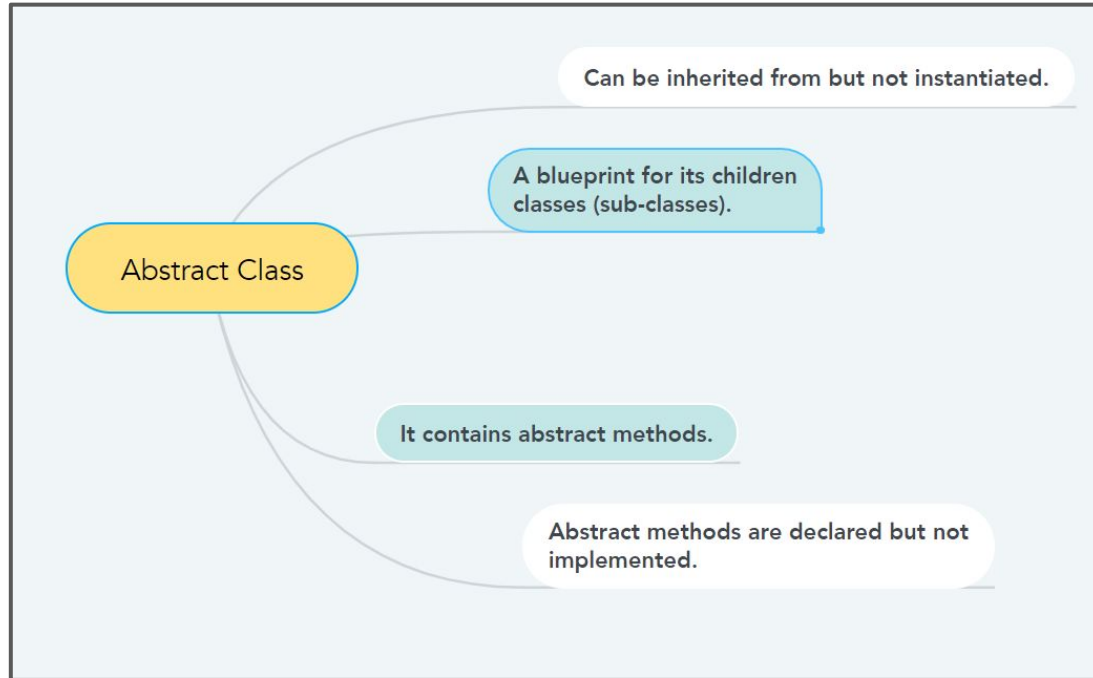 Can be inherited from but not instantiated.
A blueprint for its children
classes (sub-classes).
Abstract Class
It contains abstract methods.
Abstract methods are declared but not
implemented.